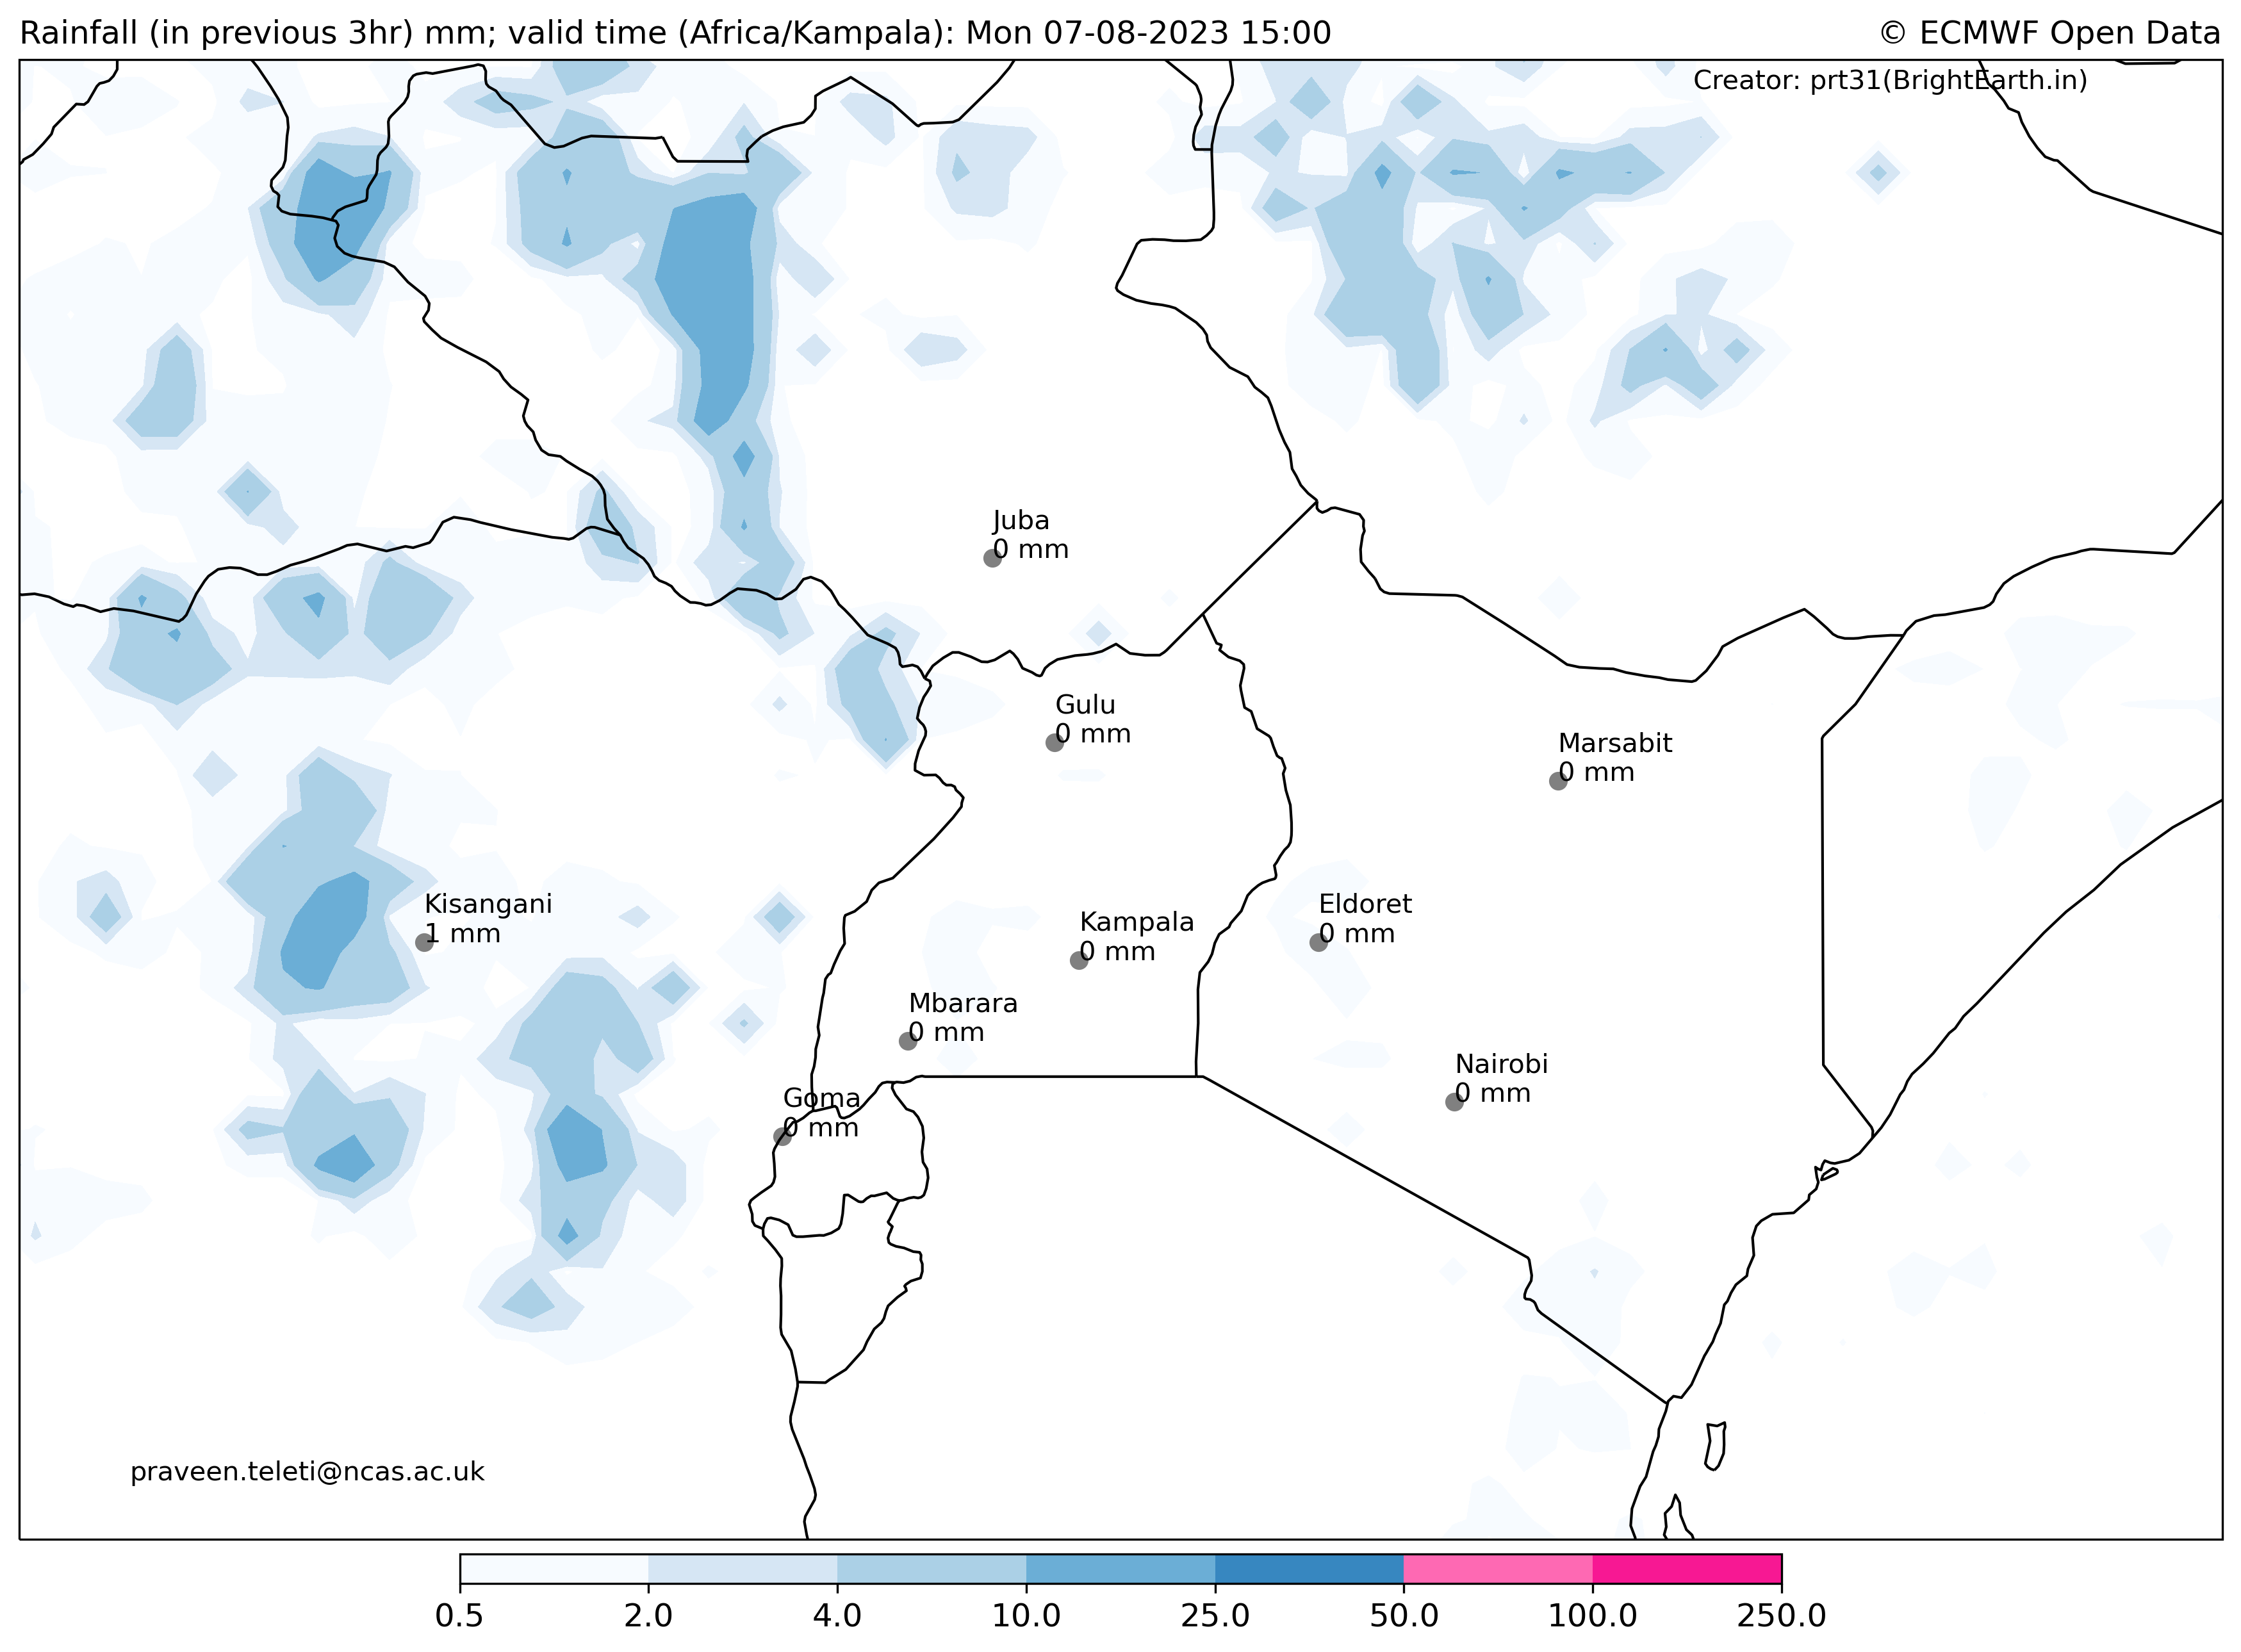 Rainfall (in previous 3hr) mm; valid time (Africa/Kampala): Mon 07-08-2023 15:00
© ECMWF Open Data
Creator: prt31(BrightEarth.in)
Juba
0 mm
Gulu
0 mm
Marsabit
0 mm
Kisangani
1 mm
Eldoret
0 mm
Kampala
0 mm
Mbarara
0 mm
Nairobi
0 mm
Goma
0 mm
praveen.teleti@ncas.ac.uk
0.5 2.0 4.0 10.0 25.0 50.0 100.0 250.0